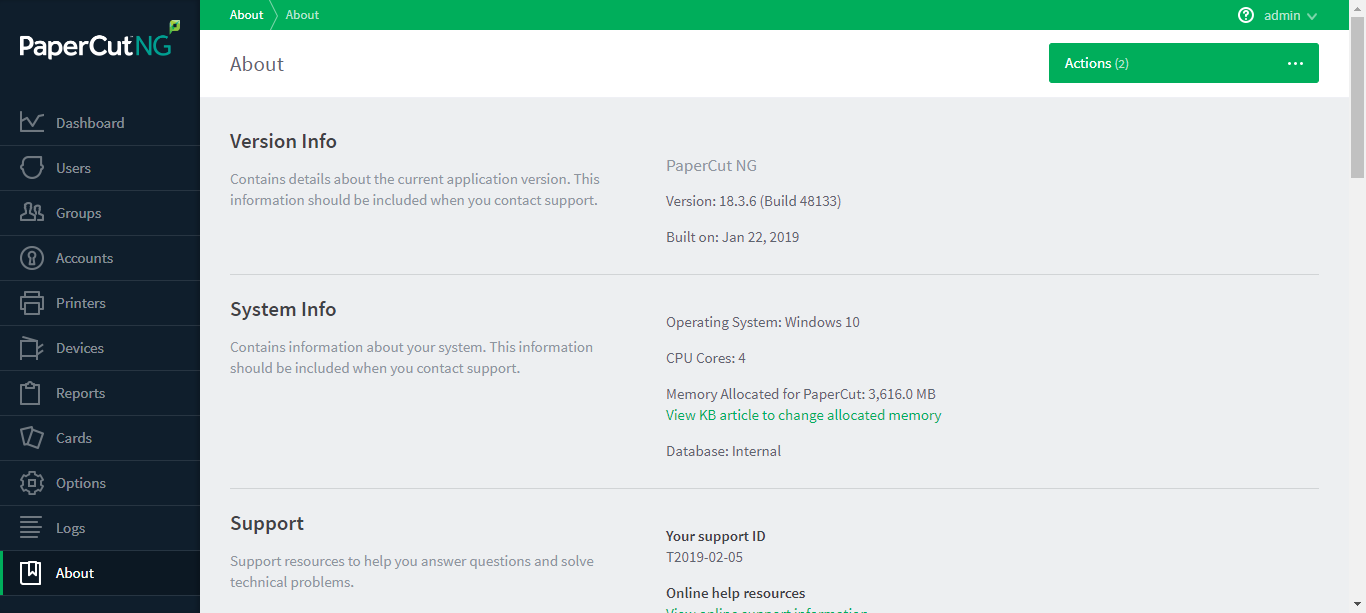 PaperCut NG
About
About
admin
About
Actions (2)
Dashboard
Users
Groups
Accounts
Printers
Devices
Reports
Cards
Options
Logs
About
Version Info
Contains details about the current application version. This
information should be included when you contact support.
PaperCut NG
Version: 18.3.6 (Build 48133)
Built on: Jan 22, 2019
System Info
Contains information about your system. This information
should be included when you contact support.
Operating System: Windows 10
CPU Cores: 4
Memory Allocated for PaperCut: 3,616.0 MB
View KB article to change allocated memory
Database: Internal
Support
Support resources to help you answer questions and solve
technical problems.
Your support ID
T2019-02-05
Online help resources
View online support information